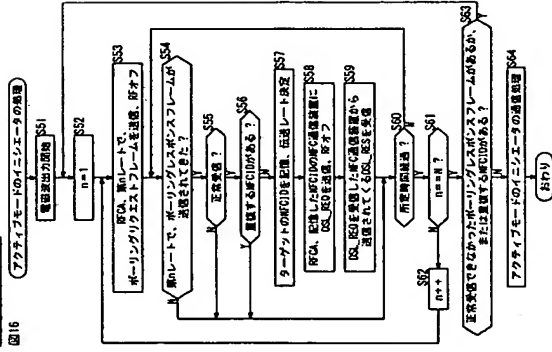 図16
アクティブモードのイニシエータの処理
電磁波出力開始 S51
n=1 S52
RFCA、第nレートで、 S53
ポーリングリクエストフレームを送信、RFオフ
第nレートで、ポーリングレスポンスフレームが S54
送信されてきた？
N
Y
正常受信？ S55
N
Y
重複するNFCIDがある？ S56
Y
N
ターゲットのNFCIDを記憶、伝送レート決定 S57
RFCA、記憶したNFCIDのNFC通信装置に S58
DSL_REQを送信、RFオフ
DSL_REQを受信したNFC通信装置から S59
送信されてくるDSL_RESを受信
所定時間経過？ S60
N
Y
n==N？ S61
N
Y
n++ S62
正常受信できなかったポーリングレスポンスフレームがあるか、 S63
または重複するNFCIDがある？
Y
N
アクティブモードのイニシエータの通信処理 S64
おわり